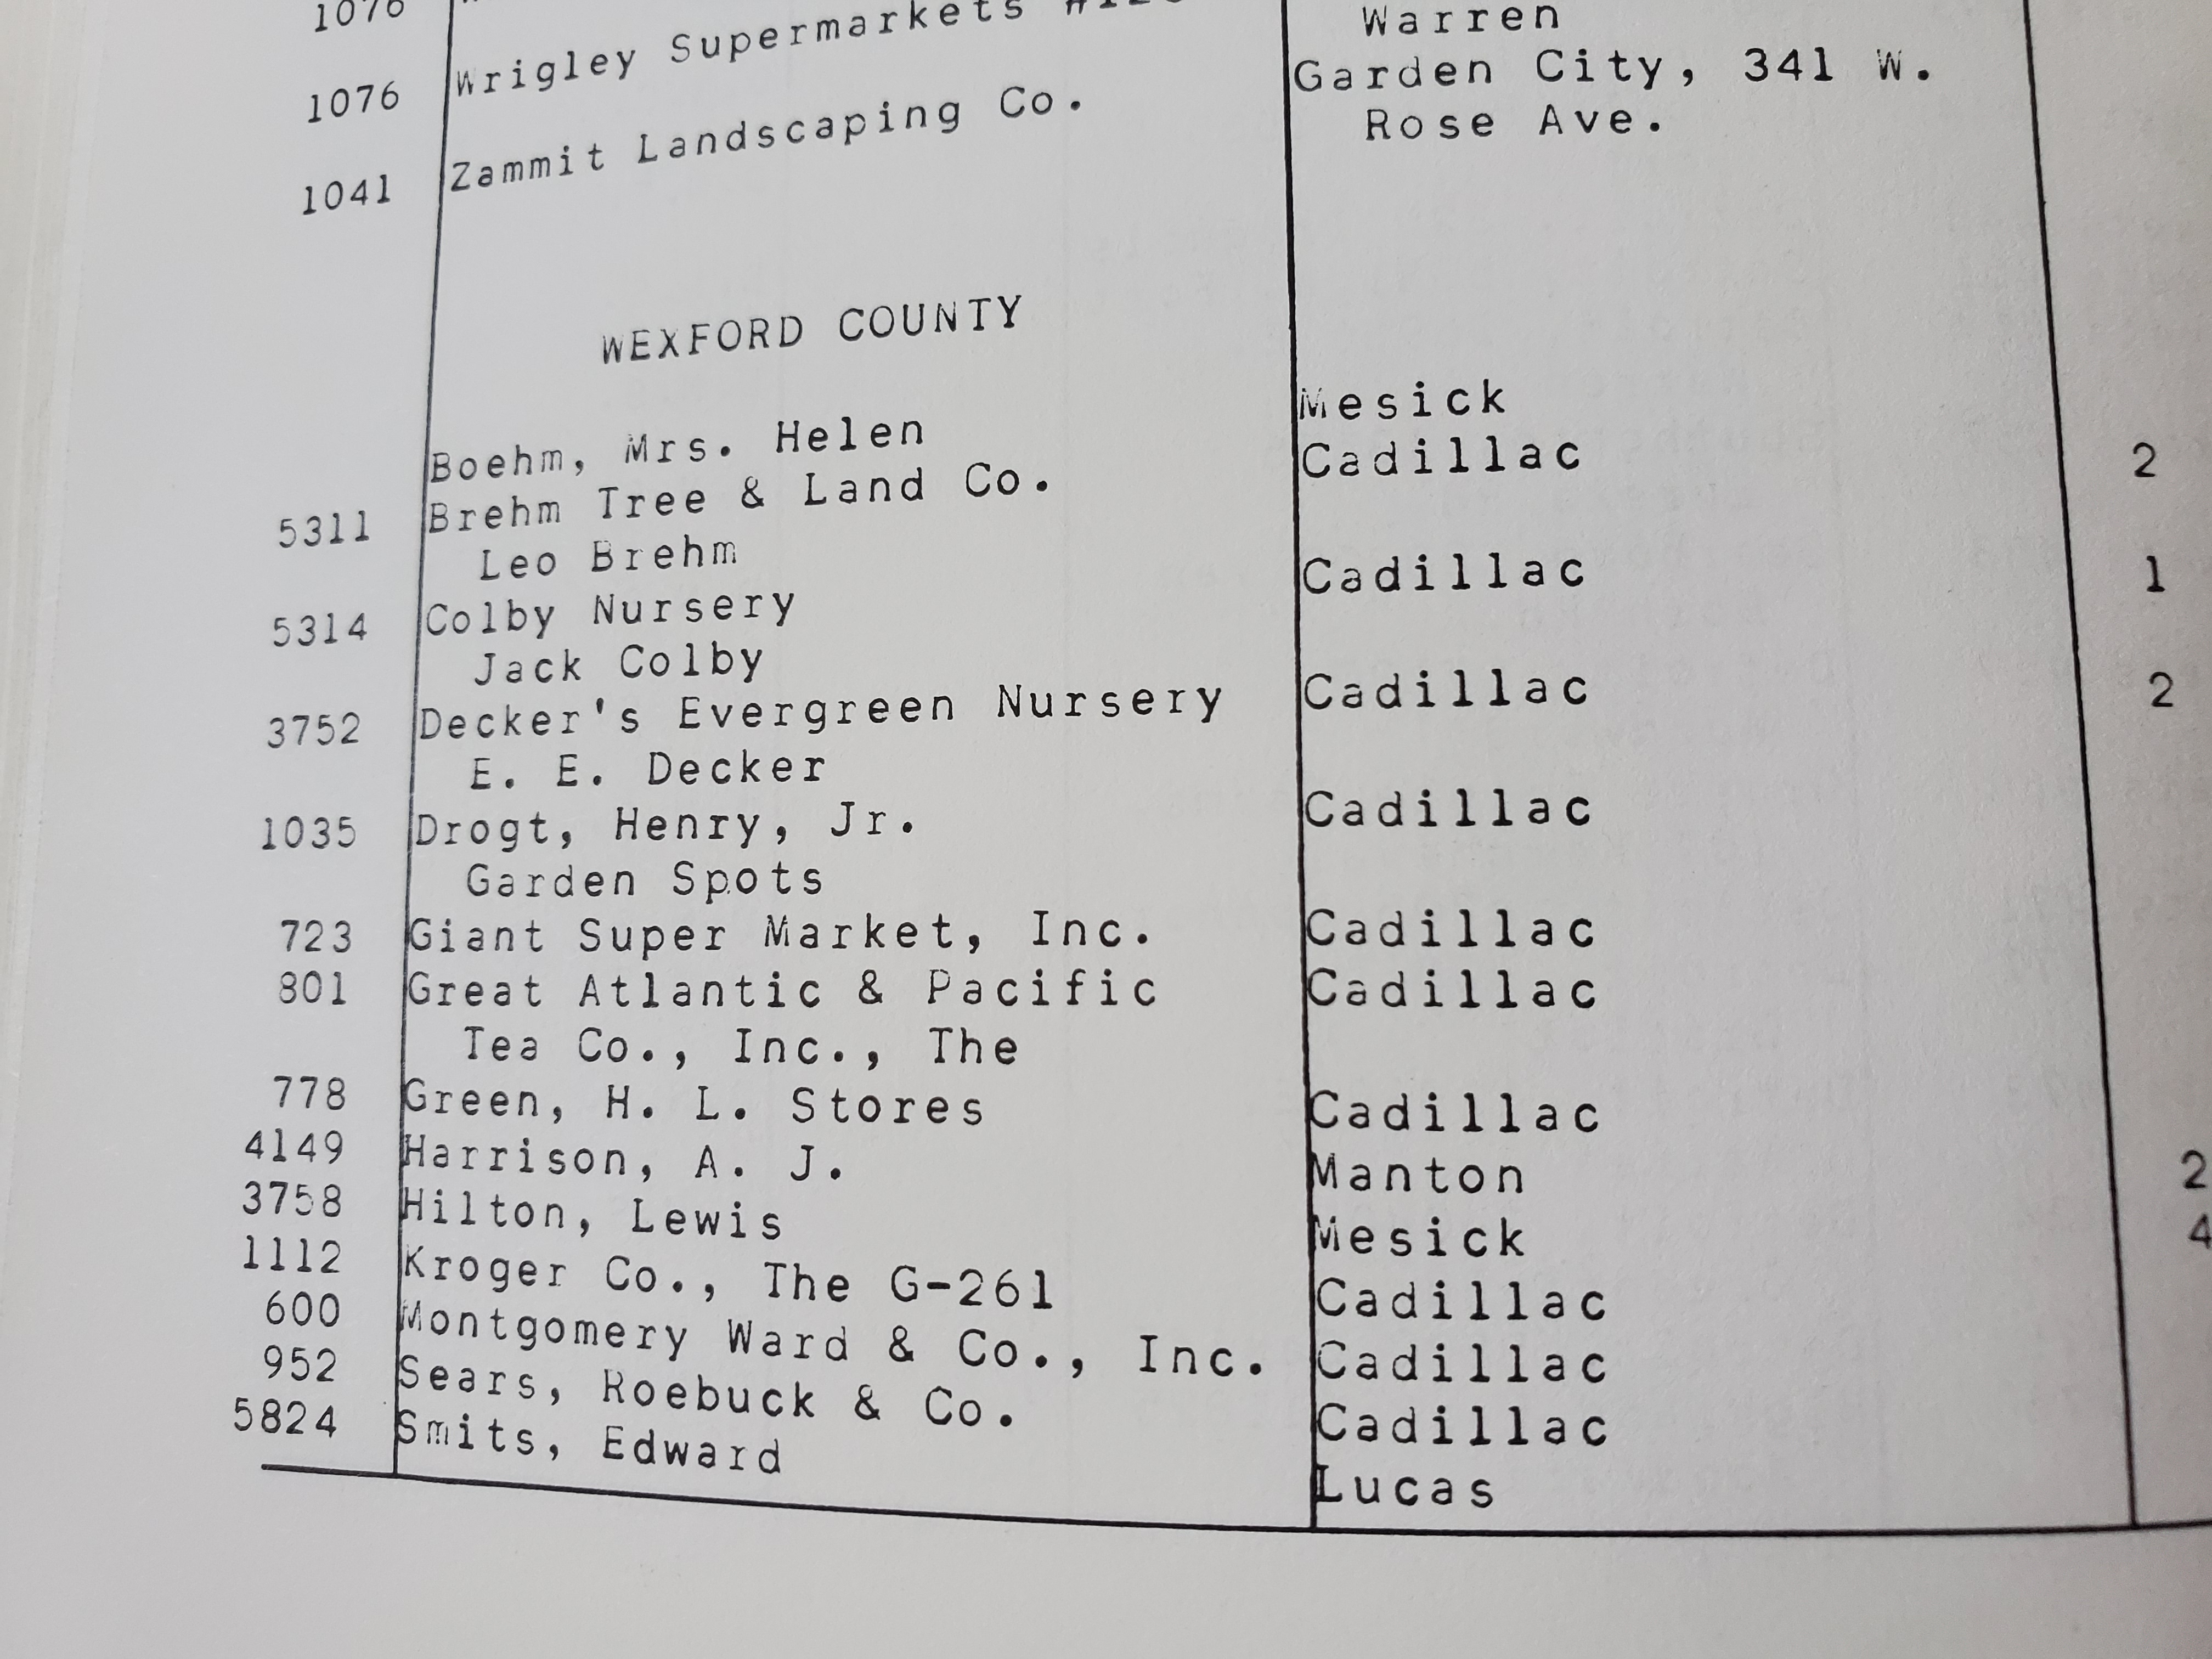 1076 Wrigley Supermarkets Warren
1041 Zammit Landscaping Co. Garden City, 341 W.
Rose Ave.
WEXFORD COUNTY
Boehm, Mrs. Helen Mesick
5311 Brehm Tree & Land Co. Cadillac 2
Leo Brehm
5314 Colby Nursery Cadillac 1
Jack Colby
3752 Decker's Evergreen Nursery Cadillac 2
E. E. Decker
1035 Drogt, Henry, Jr. Cadillac
Garden Spots
723 Giant Super Market, Inc. Cadillac
801 Great Atlantic & Pacific Cadillac
Tea Co., Inc., The
778 Green, H. L. Stores Cadillac
4149 Harrison, A. J. Manton 2
3758 Hilton, Lewis Mesick 4
1112 Kroger Co., The G-261 Cadillac
600 Montgomery Ward & Co., Inc. Cadillac
952 Sears, Roebuck & Co. Cadillac
5824 Smits, Edward Lucas